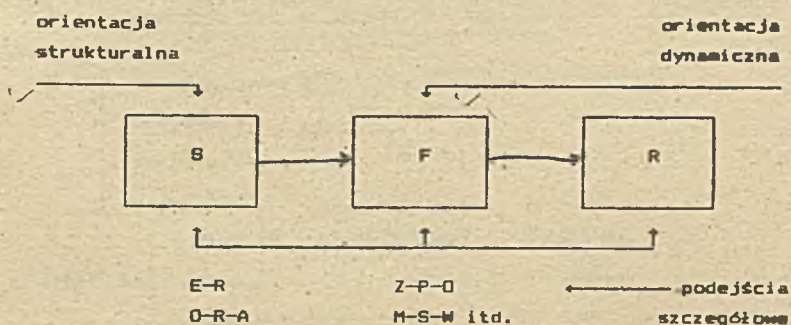 orientacja
strukturalna
orientacja
dynamiczna
S
F
R
E-R
Z-P-O
podejścia
O-R-A
M-S-W itd.
szczegółowe